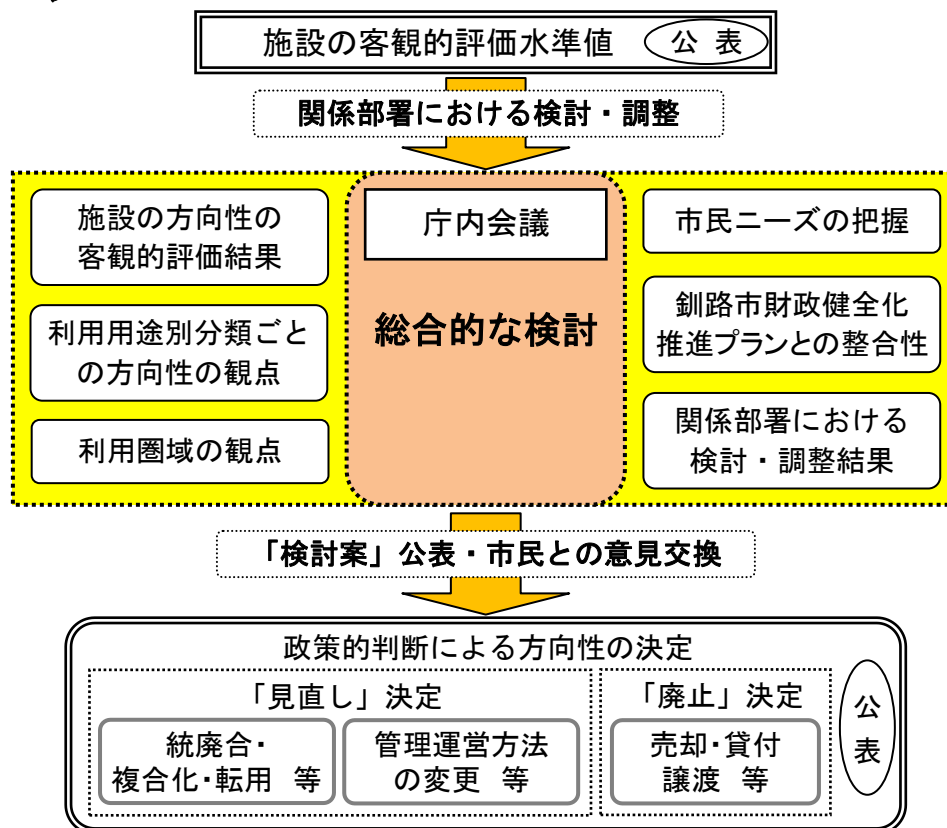 施設の客観的評価水準値 公 表
関係部署における検討・調整
施設の方向性の
客観的評価結果
利用用途別分類ごと
の方向性の観点
利用圏域の観点
庁内会議
総合的な検討
市民ニーズの把握
釧路市財政健全化
推進プランとの整合性
関係部署における
検討・調整結果
「検討案」公表・市民との意見交換
政策的判断による方向性の決定
「見直し」決定
統廃合・
複合化・転用 等
管理運営方法
の変更 等
「廃止」決定
売却・貸付
譲渡 等
公
表